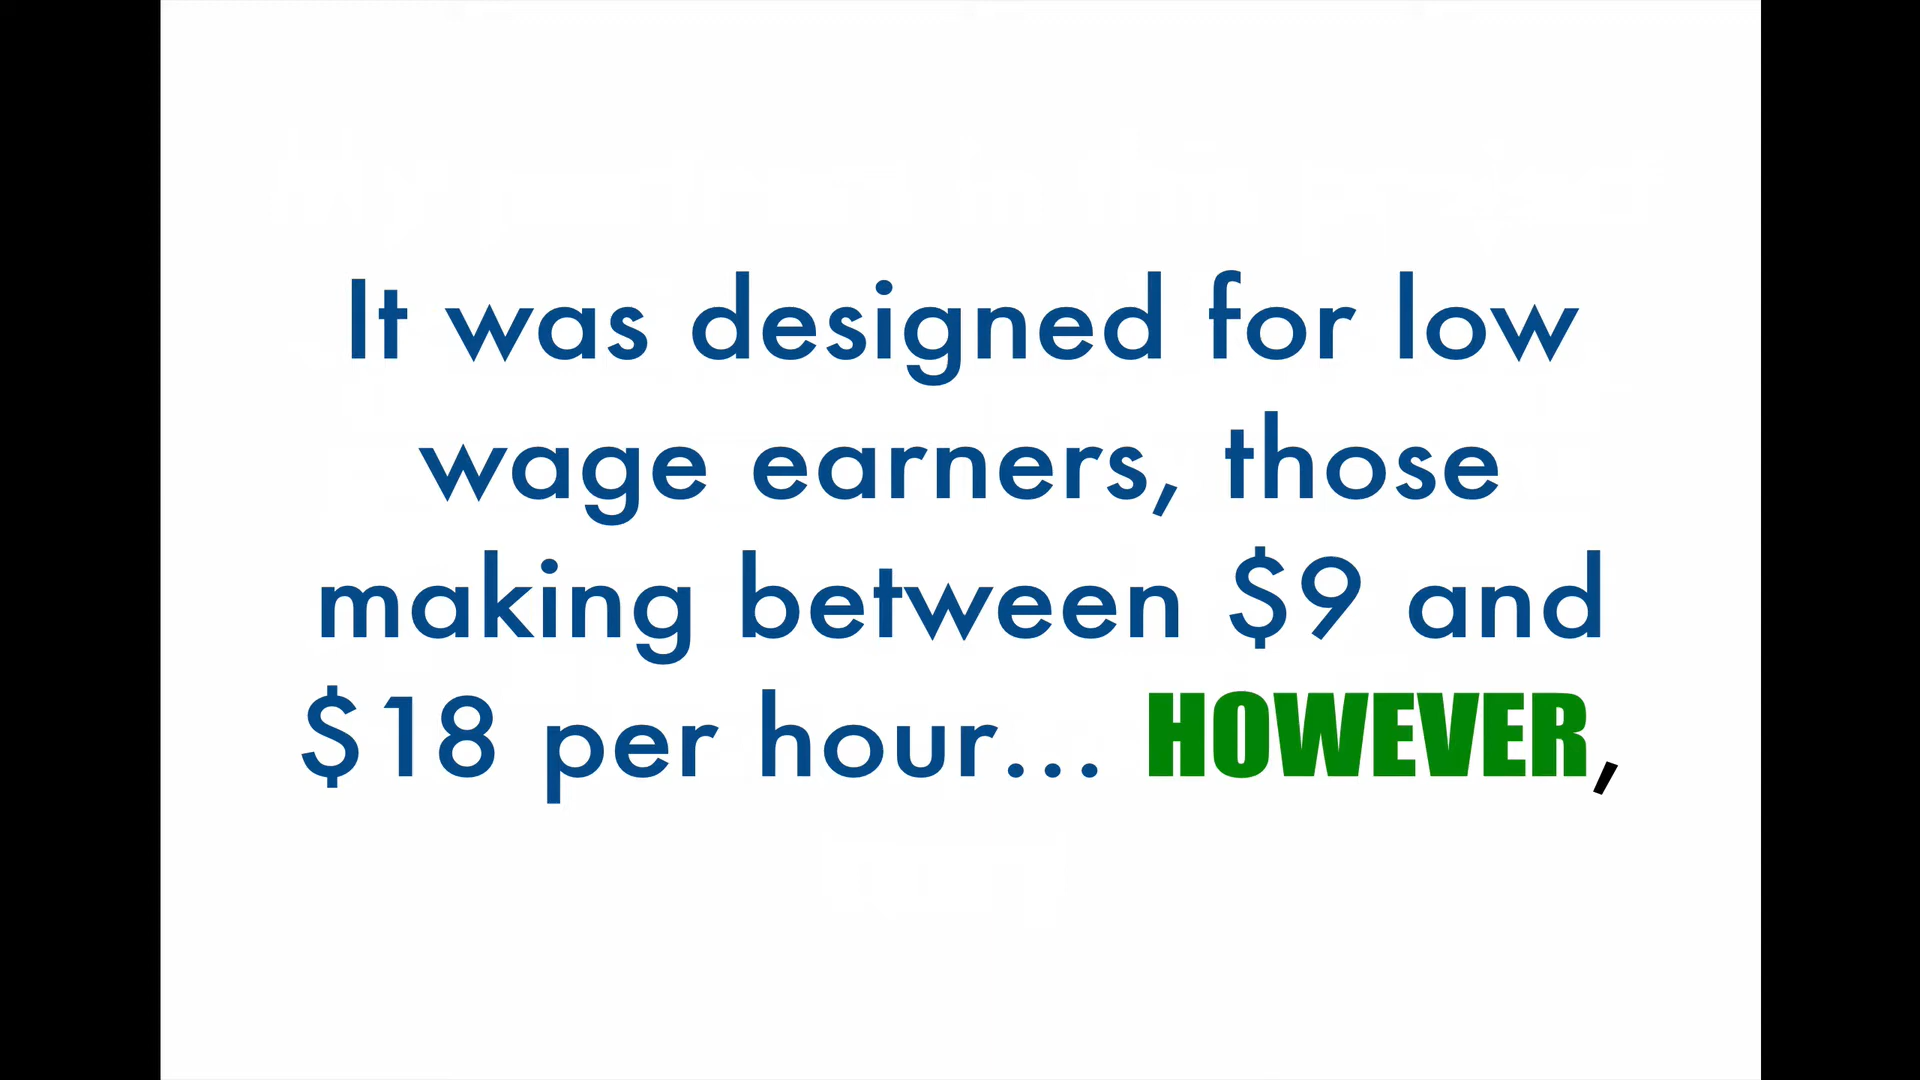 It was designed for low
wage earners, those
making between $9 and
$18 per hour... HOWEVER,